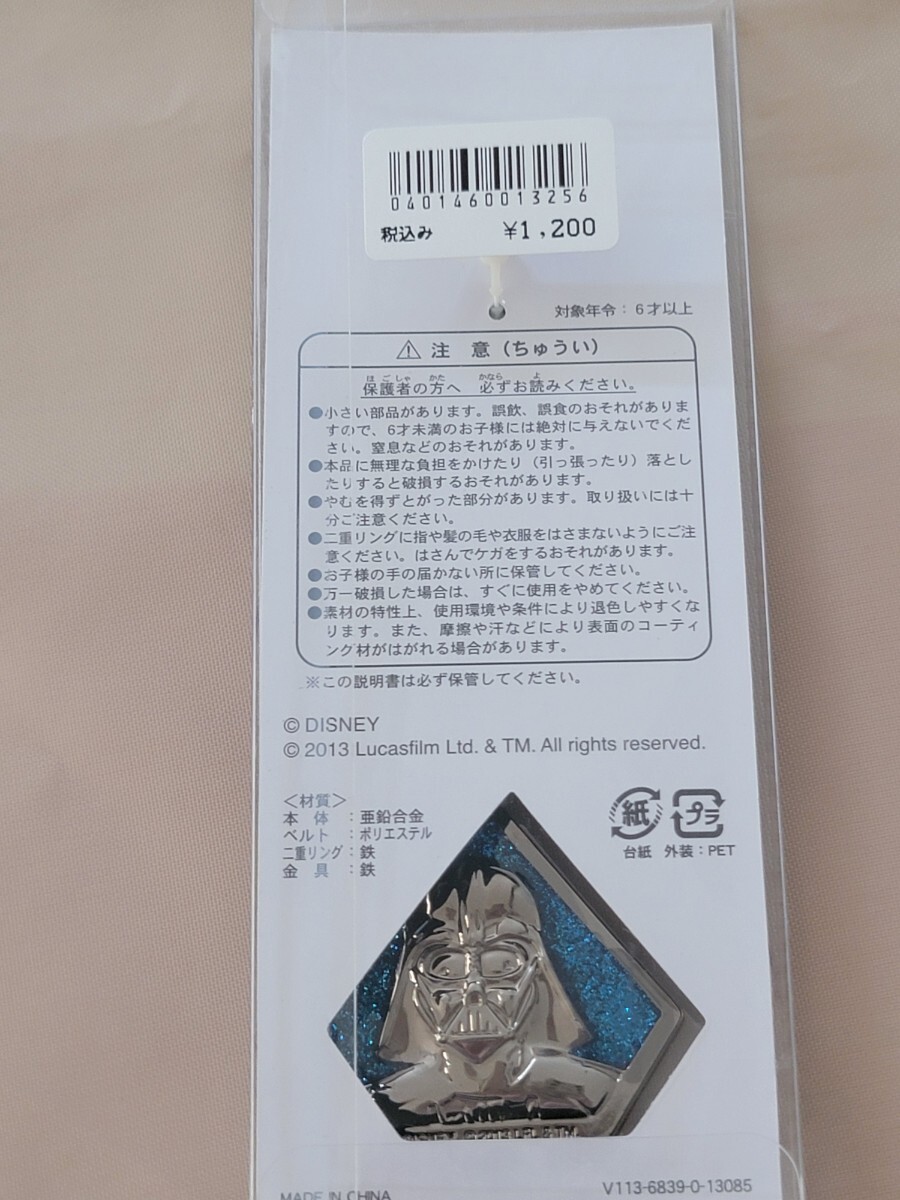 0401460013256
税込み ¥1,200
対象年令：6才以上
注 意（ちゅうい）
ほごしゃ かた かなら よ
保護者の方へ 必ずお読みください。
●小さい部品があります。誤飲、誤食のおそれがありま
すので、6才未満のお子様には絶対に与えないでくだ
さい。窒息などのおそれがあります。
●本品に無理な負担をかけたり（引っ張ったり）落とし
たりすると破損するおそれがあります。
●やむを得ずとがった部分があります。取り扱いには十
分ご注意ください。
●二重リングに指や髪の毛や衣服をはさまないようにご注
意ください。はさんでケガをするおそれがあります。
●お子様の手の届かない所に保管してください。
●万一破損した場合は、すぐに使用をやめてください。
●素材の特性上、使用環境や条件により退色しやすくな
ります。また、摩擦や汗などにより表面のコーティ
ング材がはがれる場合があります。
※この説明書は必ず保管してください。
© DISNEY
© 2013 Lucasfilm Ltd. & TM. All rights reserved.
＜材質＞
本 体 ：亜鉛合金
ベルト ：ポリエステル
二重リング：鉄
金 具 ：鉄
紙 プラ
台紙 外装：PET
MADE IN CHINA
V113-6839-0-13085